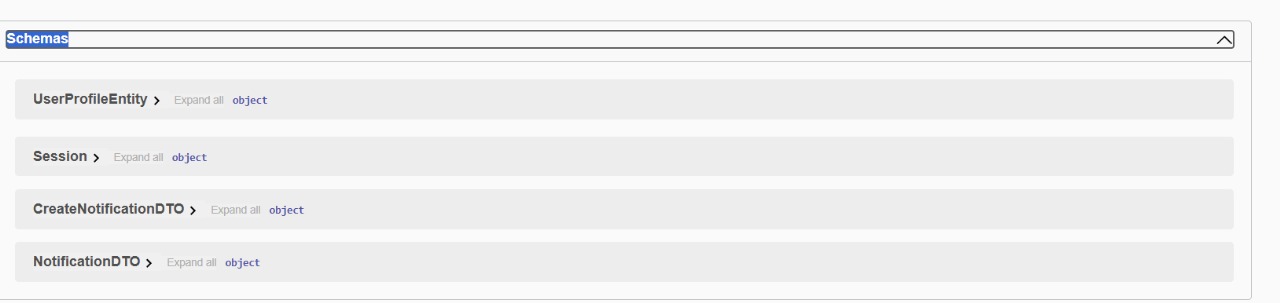 Schemas
UserProfileEntity Expand all object
Session Expand all object
CreateNotificationDTO Expand all object
NotificationDTO Expand all object